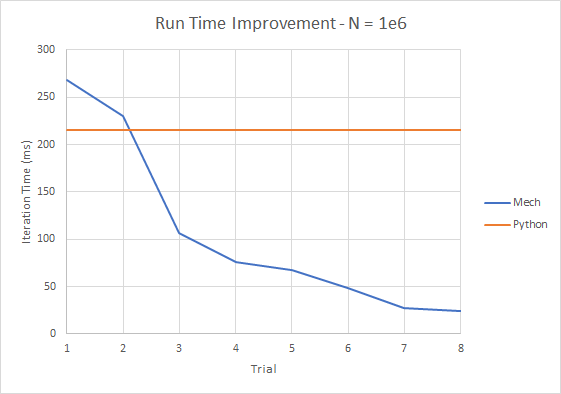 Run Time Improvement - N = 1e6
300
250
200
150
100
50
0
Iteration Time (ms)
1 2 3 4 5 6 7 8
Trial
Mech
Python